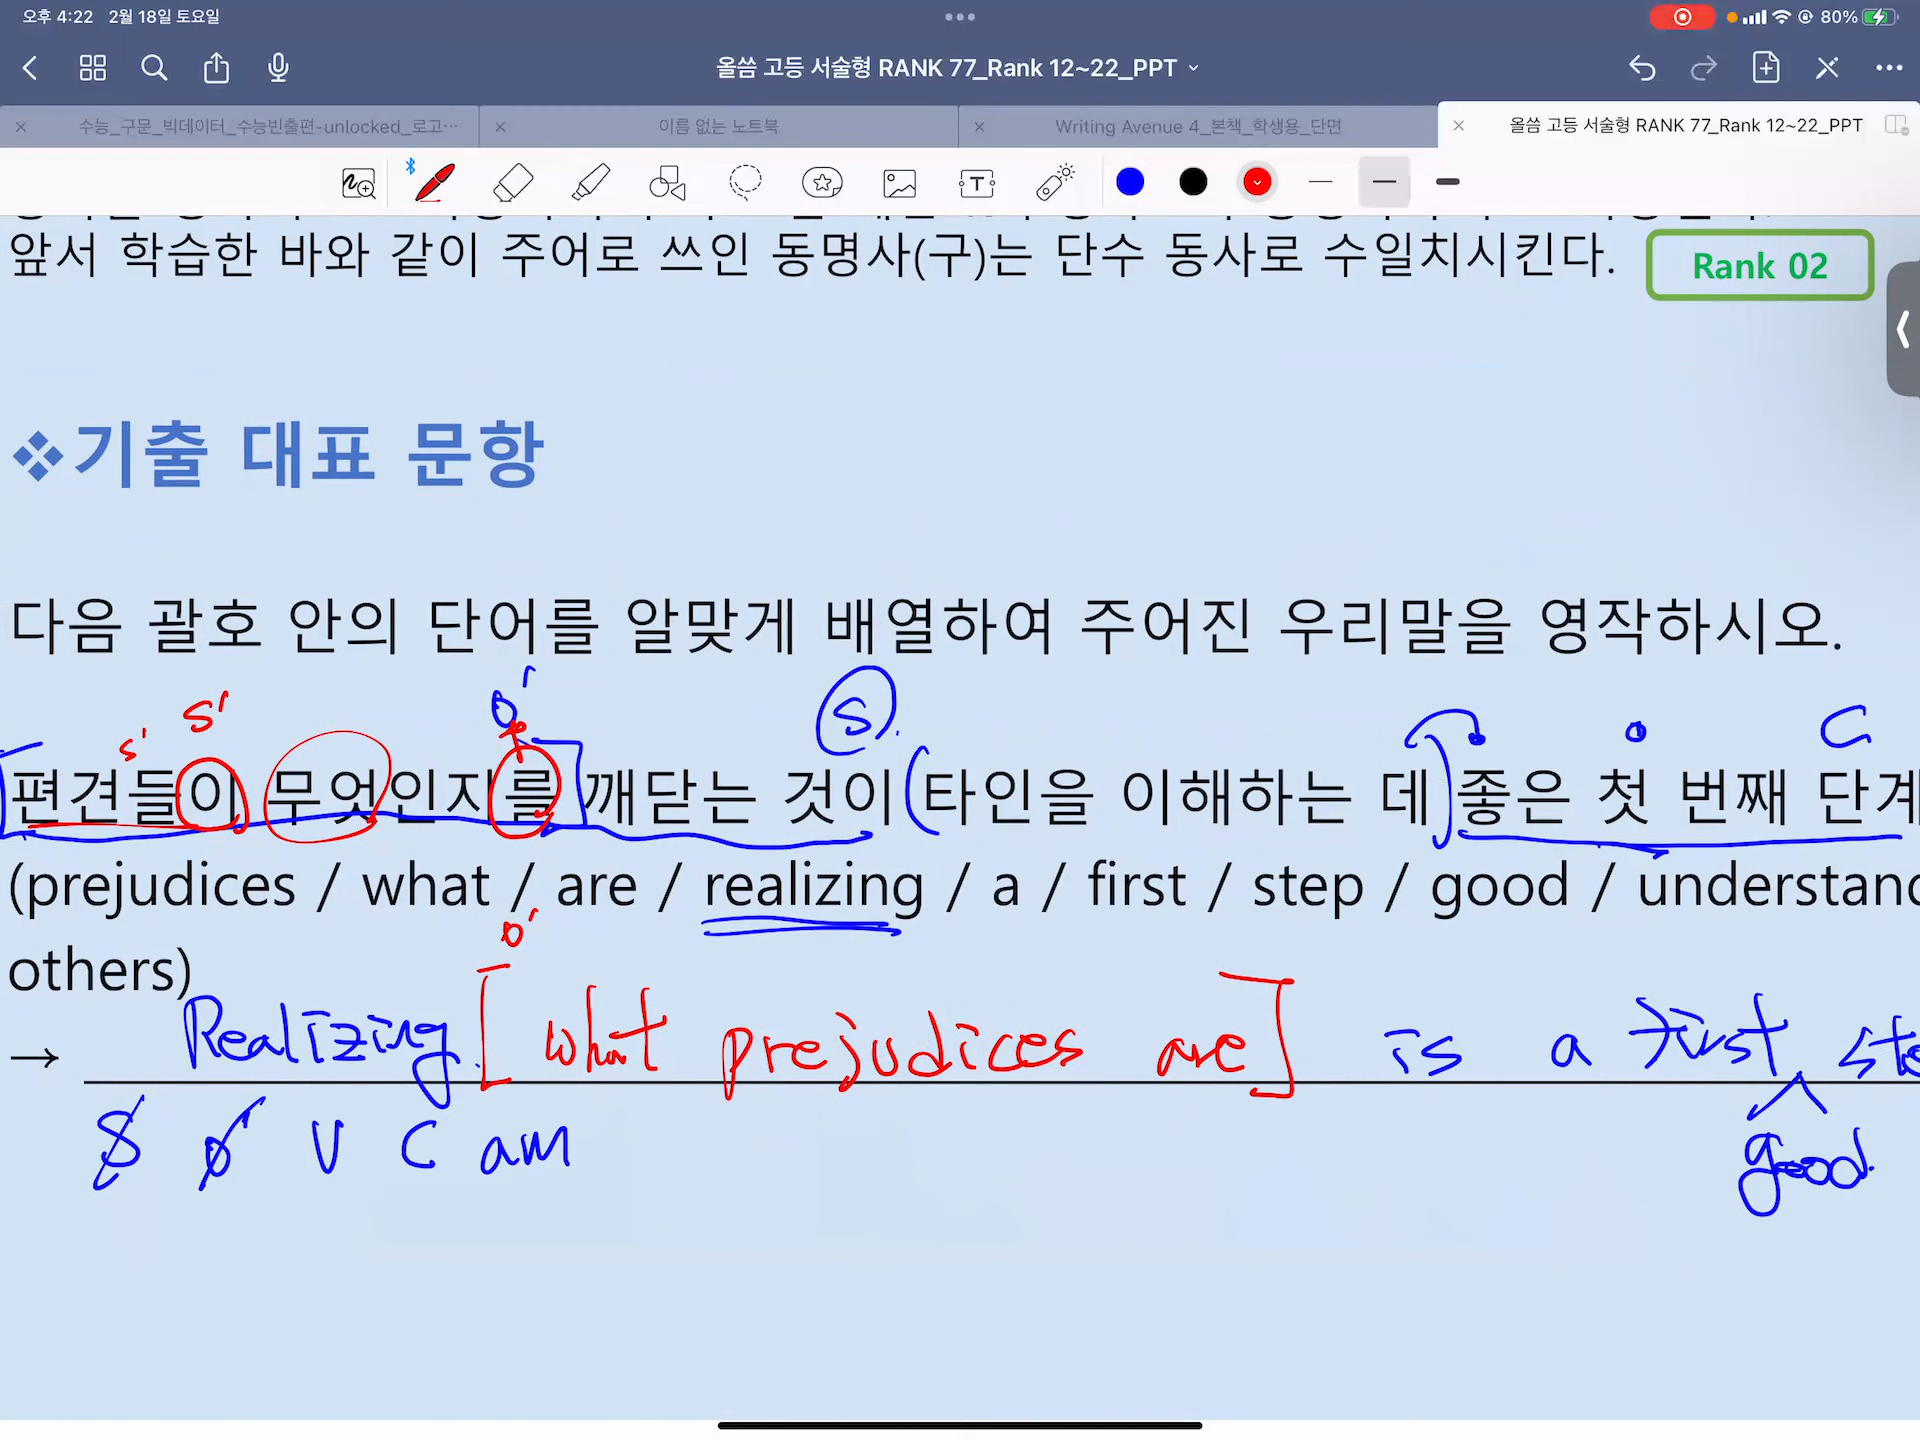 오후 4:22 2월 18일 토요일
80%
올씀 고등 서술형 RANK 77_Rank 12~22_PPT
수능_구문_빅데이터_수능빈출편-unlocked_로고…
이름 없는 노트북
Writing Avenue 4_본책_학생용_단면
올씀 고등 서술형 RANK 77_Rank 12~22_PPT
앞서 학습한 바와 같이 주어로 쓰인 동명사(구)는 단수 동사로 수일치시킨다. Rank 02
❖기출 대표 문항
다음 괄호 안의 단어를 알맞게 배열하여 주어진 우리말을 영작하시오.
s' s' o' S C
편견들이 무엇인지를 깨닫는 것이 (타인을 이해하는 데) 좋은 첫 번째 단계
(prejudices / what / are / realizing / a / first / step / good / understand
o'
others)
→ Realizing [what prejudices are] is a first ste
S o' V C am good